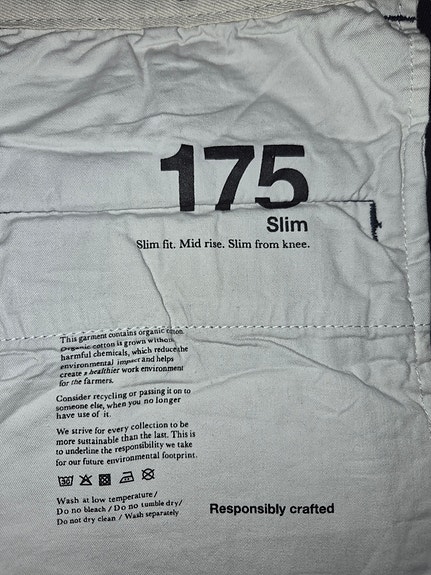 175
Slim
Slim fit. Mid rise. Slim from knee.
This garment contains organic cotton.
Organic cotton is grown without
harmful chemicals, which reduce the
environmental impact and helps
create a healthier work environment
for the farmers.
Consider recycling or passing it on to
someone else, when you no longer
have use of it.
We strive for every collection to be
more sustainable than the last. This is
to underline the responsibility we take
for our future environmental footprint.
Wash at low temperature /
Do no bleach / Do no tumble dry /
Do not dry clean / Wash separately
Responsibly crafted